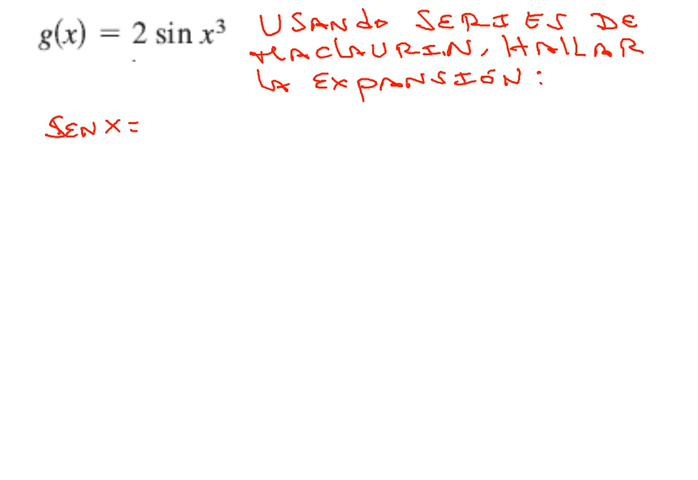 g(x) = 2 sin x³ USANdo SERIES DE
MAClAURIN, HALLAR
LA EXPANSIÓN:
SEN X =